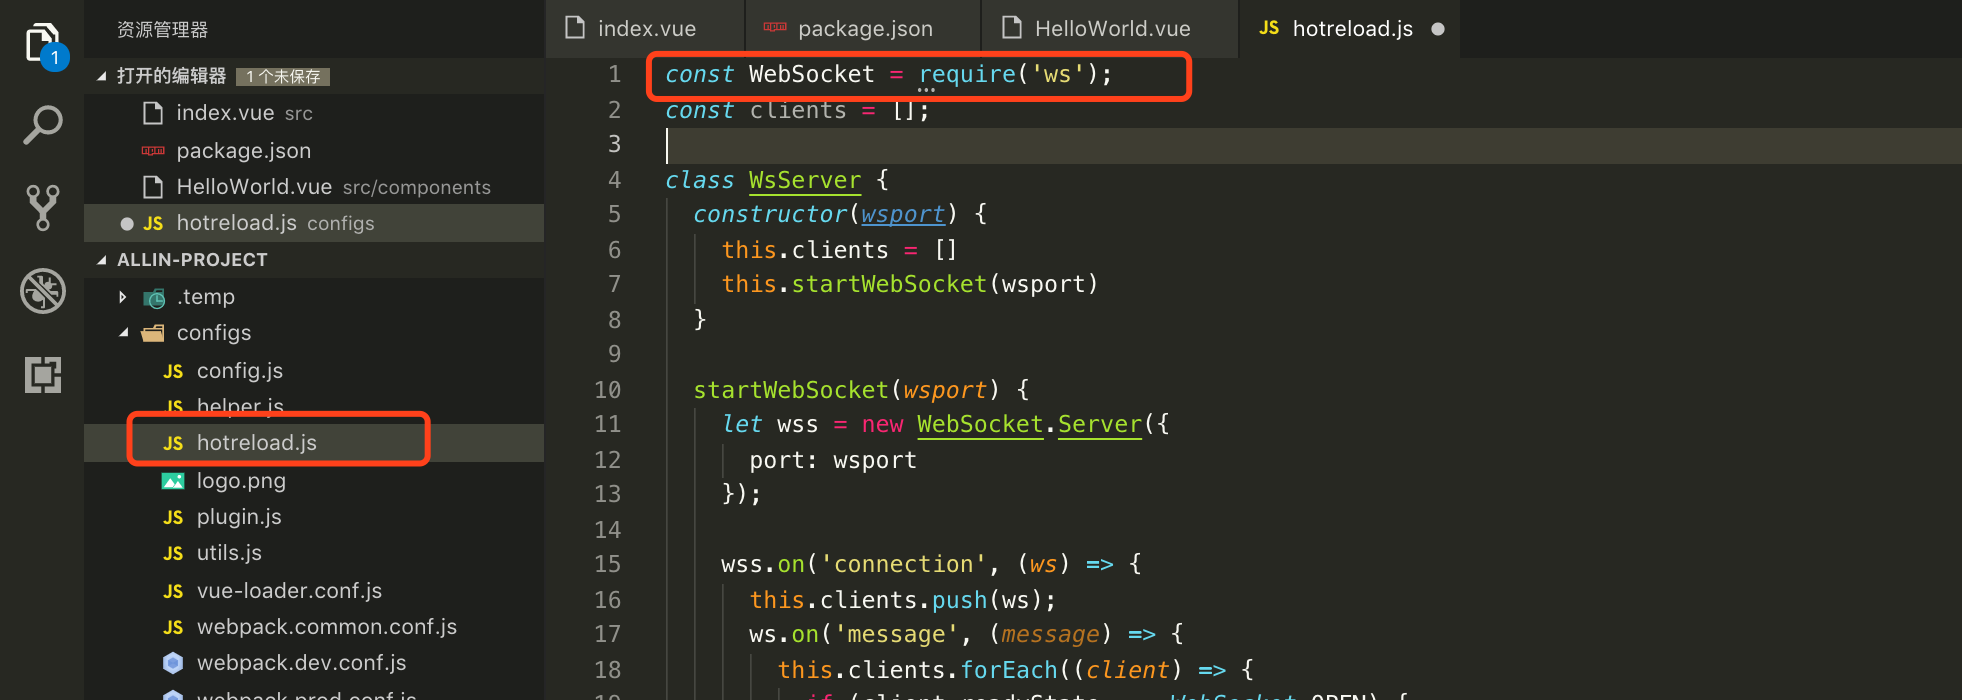 1
资源管理器
打开的编辑器 1 个未保存
index.vue src
package.json
HelloWorld.vue src/components
JS hotreload.js configs
ALLIN-PROJECT
.temp
configs
JS config.js
JS helper.js
JS hotreload.js
logo.png
JS plugin.js
JS utils.js
JS vue-loader.conf.js
JS webpack.common.conf.js
webpack.dev.conf.js
webpack.prod.conf.js
index.vue
package.json
HelloWorld.vue
JS hotreload.js
1 const WebSocket = require('ws');
2 const clients = [];
3
4 class WsServer {
5 constructor(wsport) {
6 this.clients = []
7 this.startWebSocket(wsport)
8 }
9
10 startWebSocket(wsport) {
11 let wss = new WebSocket.Server({
12 port: wsport
13 });
14
15 wss.on('connection', (ws) => {
16 this.clients.push(ws);
17 ws.on('message', (message) => {
18 this.clients.forEach((client) => {
19 if (client.readyState WebSocket.OPEN) {